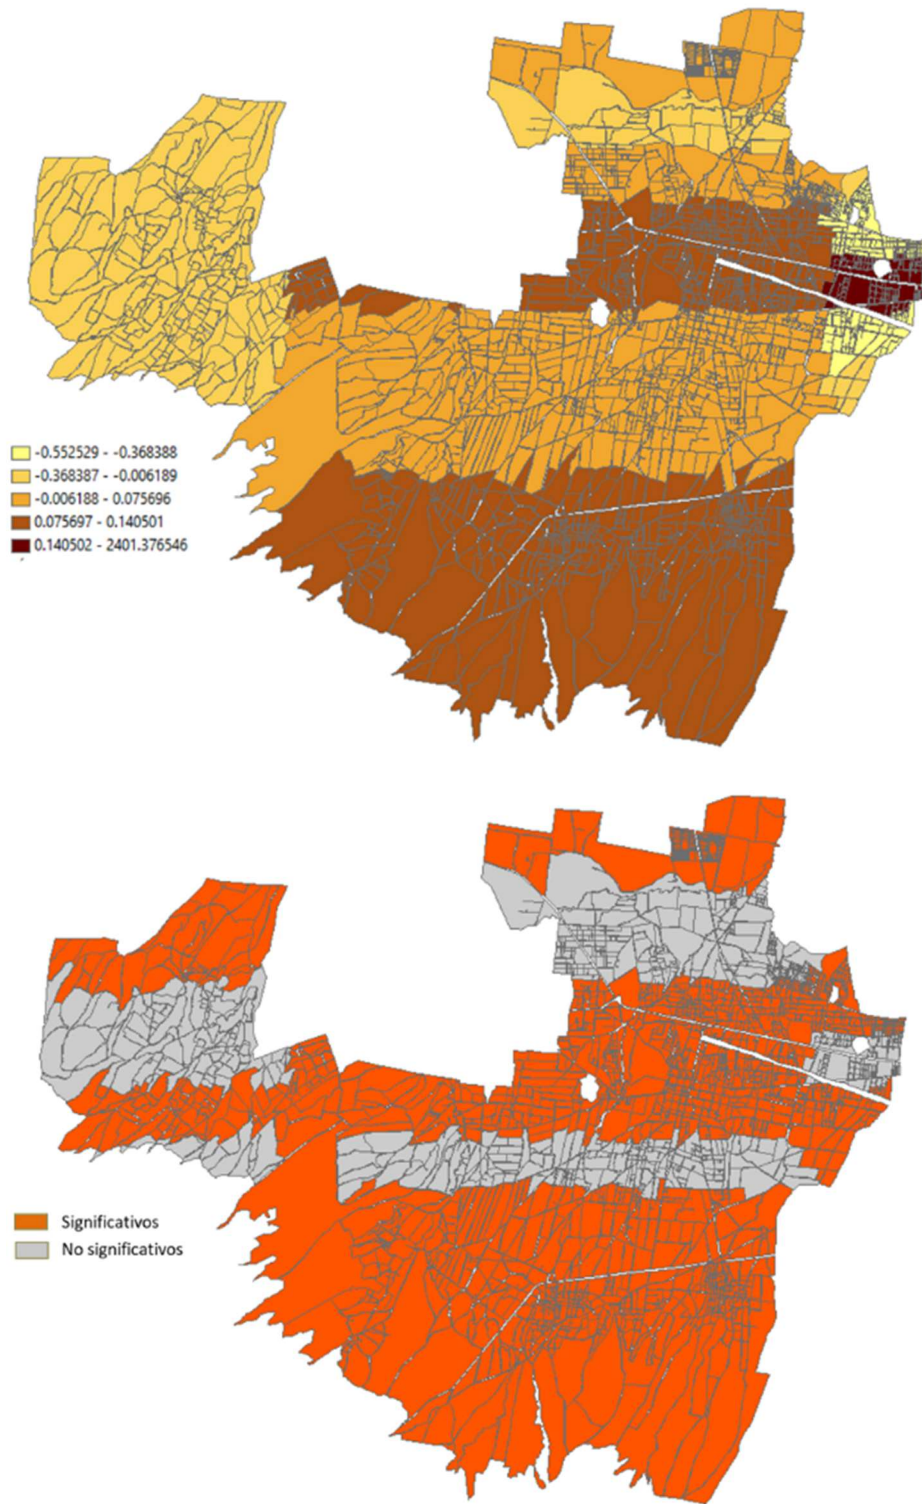 -0.552529 - -0.368388
-0.368387 - -0.006189
-0.006188 - 0.075696
0.075697 - 0.140501
0.140502 - 2401.376546
Significativos
No significativos